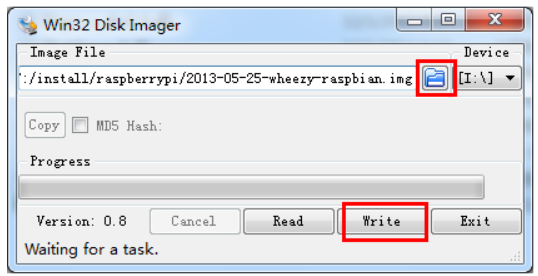 Win32 Disk Imager
Image File
Device
:/install/raspberrypi/2013-05-25-wheezy-raspbian.img
[I:\]
Copy
MD5 Hash:
Progress
Version: 0.8
Cancel
Read
Write
Exit
Waiting for a task.